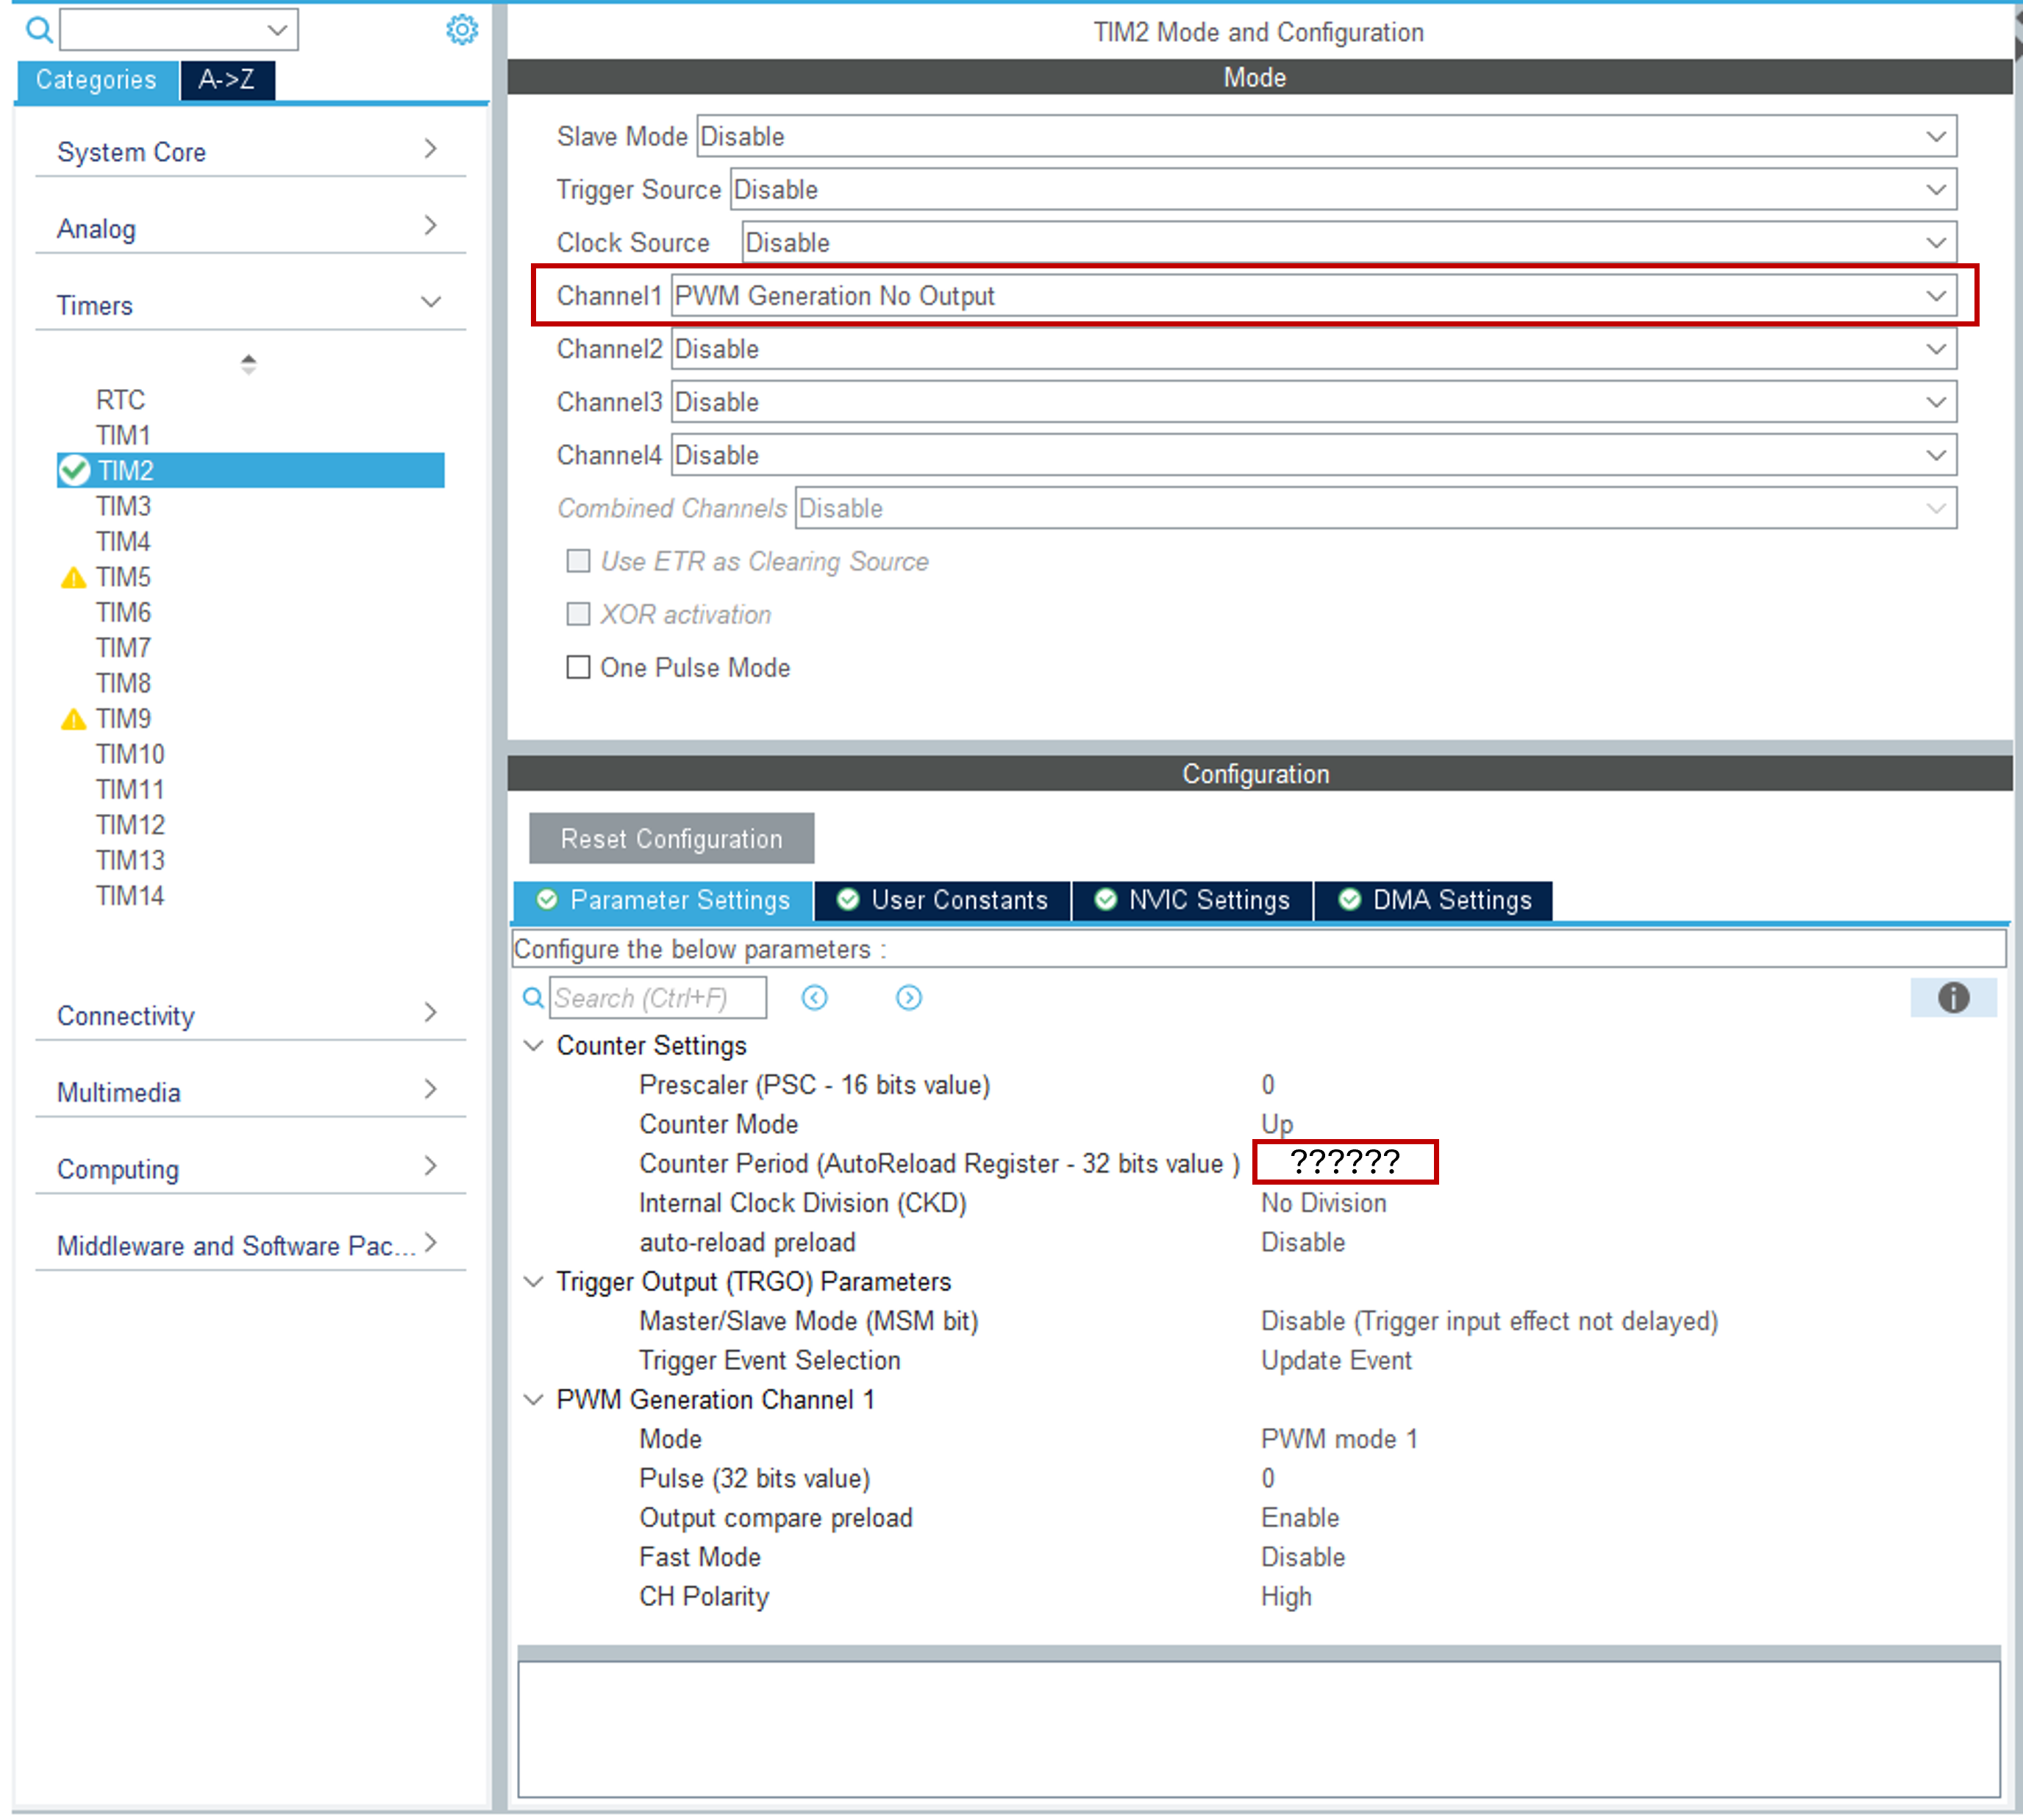 Categories
A->Z
System Core
Analog
Timers
RTC
TIM1
TIM2
TIM3
TIM4
TIM5
TIM6
TIM7
TIM8
TIM9
TIM10
TIM11
TIM12
TIM13
TIM14
Connectivity
Multimedia
Computing
Middleware and Software Pac...
TIM2 Mode and Configuration
Mode
Slave Mode Disable
Trigger Source Disable
Clock Source Disable
Channel1 PWM Generation No Output
Channel2 Disable
Channel3 Disable
Channel4 Disable
Combined Channels Disable
Use ETR as Clearing Source
XOR activation
One Pulse Mode
Configuration
Reset Configuration
Parameter Settings User Constants NVIC Settings DMA Settings
Configure the below parameters :
Search (Ctrl+F)
Counter Settings
Prescaler (PSC - 16 bits value) 0
Counter Mode Up
Counter Period (AutoReload Register - 32 bits value ) ??????
Internal Clock Division (CKD) No Division
auto-reload preload Disable
Trigger Output (TRGO) Parameters
Master/Slave Mode (MSM bit) Disable (Trigger input effect not delayed)
Trigger Event Selection Update Event
PWM Generation Channel 1
Mode PWM mode 1
Pulse (32 bits value) 0
Output compare preload Enable
Fast Mode Disable
CH Polarity High